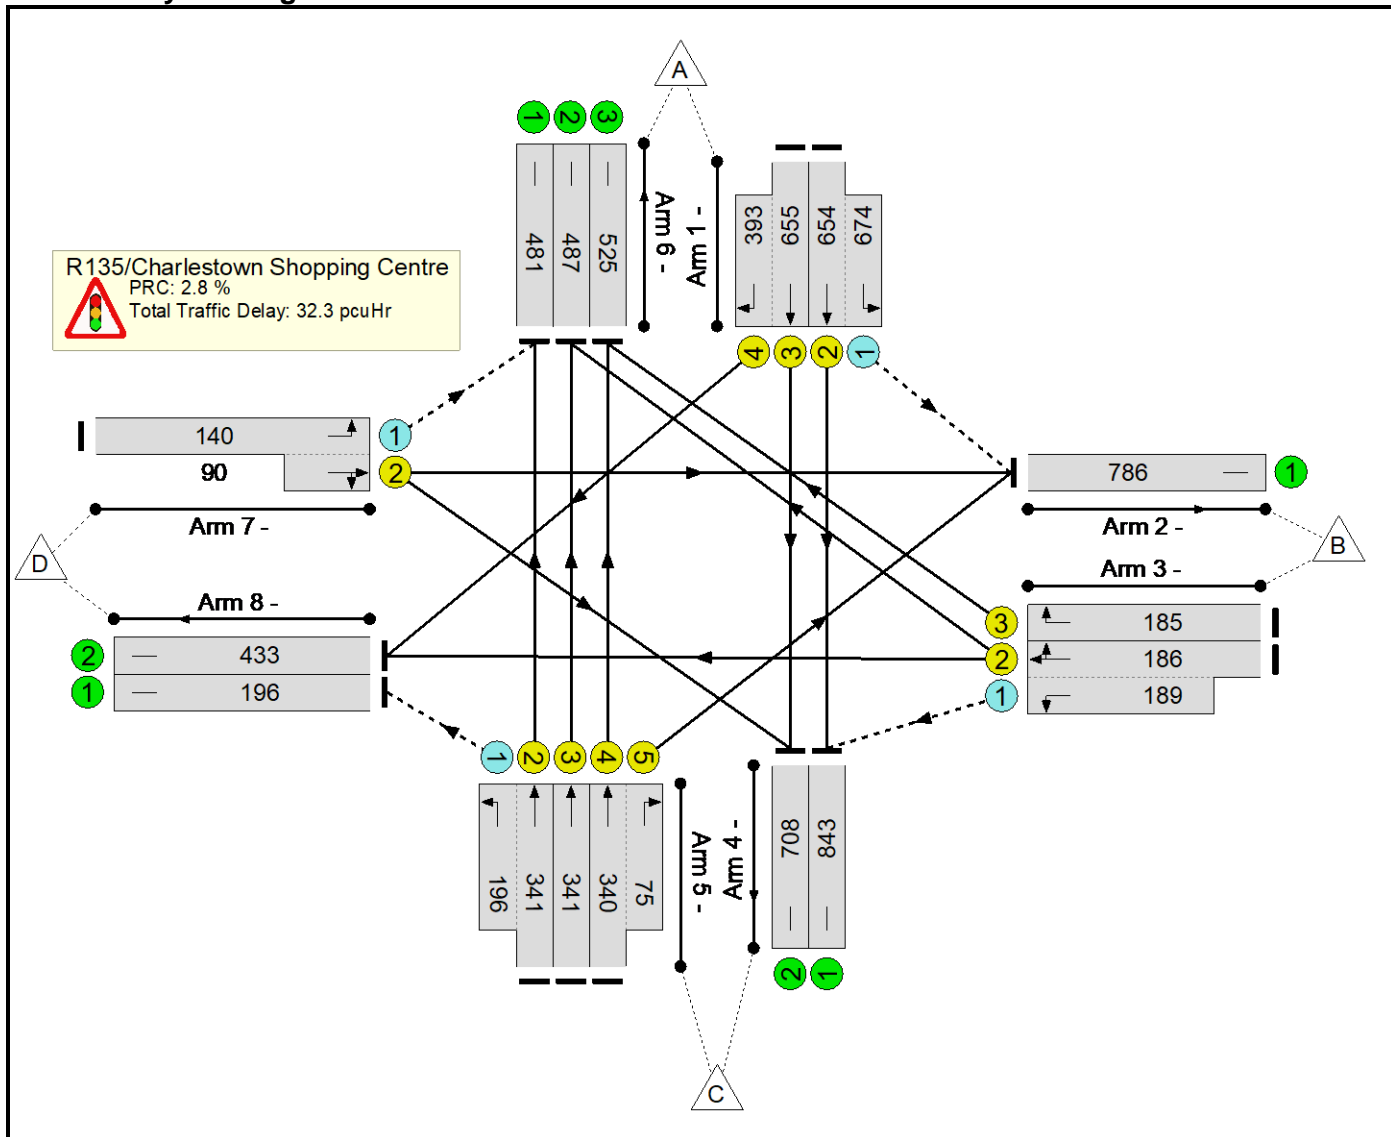 A
1 2 3
481 487 525
Arm 6 -
Arm 1 -
393 655 654 674
4 3 2 1
R135/Charlestown Shopping Centre
PRC: 2.8 %
Total Traffic Delay: 32.3 pcuHr
140 1
90 2
Arm 7 -
D
Arm 8 -
2 433
1 196
786 1
Arm 2 -
B
Arm 3 -
3 185
2 186
1 189
1 2 3 4 5
196 341 341 340 75
Arm 5 -
Arm 4 -
708 843
2 1
C